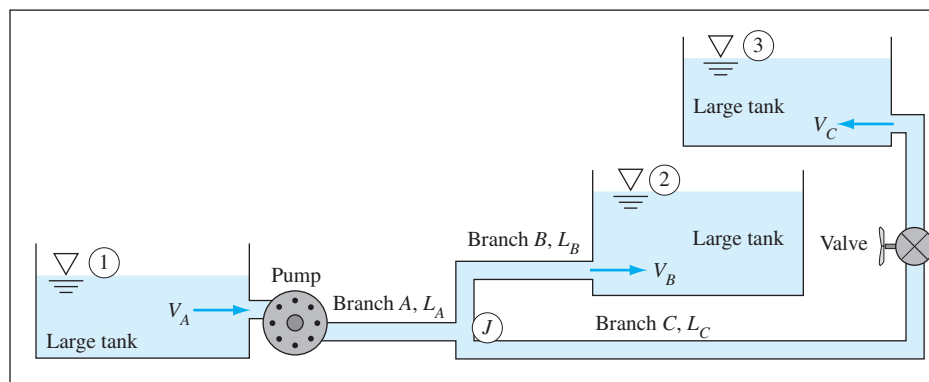 3
Large tank
V_C
2
Branch B, L_B
Large tank
Valve
V_B
1
Pump
V_A
Branch A, L_A
J
Branch C, L_C
Large tank